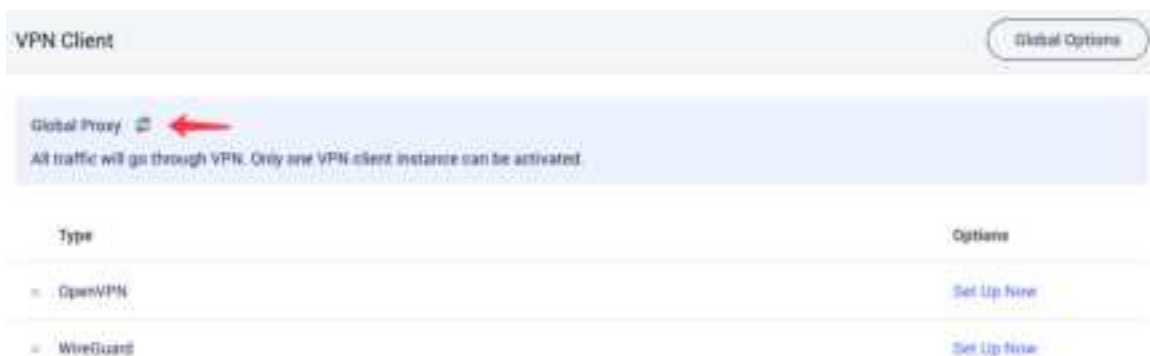 VPN Client
Global Options
Global Proxy
All traffic will go through VPN. Only one VPN client instance can be activated.
Type Options
OpenVPN Set Up Now
WireGuard Set Up Now